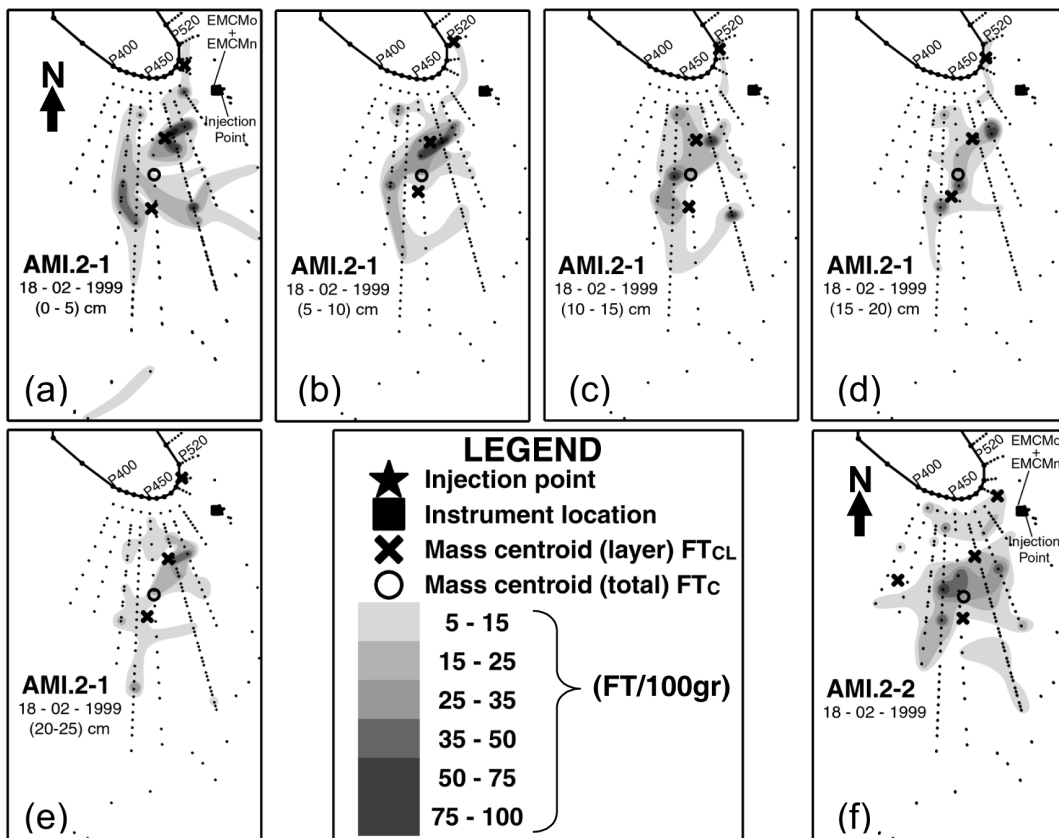 P400
P450
P520
EMCMo
+
EMCMn
N
Injection
Point
AMI.2-1
18 - 02 - 1999
(0 - 5) cm
(a)
P400
P450
P520
AMI.2-1
18 - 02 - 1999
(5 - 10) cm
(b)
P400
P450
P520
AMI.2-1
18 - 02 - 1999
(10 - 15) cm
(c)
P400
P450
P520
AMI.2-1
18 - 02 - 1999
(15 - 20) cm
(d)
P400
P450
P520
AMI.2-1
18 - 02 - 1999
(20-25) cm
(e)
LEGEND
Injection point
Instrument location
Mass centroid (layer) FTCL
Mass centroid (total) FTC
5 - 15
15 - 25
25 - 35
35 - 50
50 - 75
75 - 100
(FT/100gr)
P400
P450
P520
EMCMo
+
EMCMn
N
Injection
Point
AMI.2-2
18 - 02 - 1999
(f)